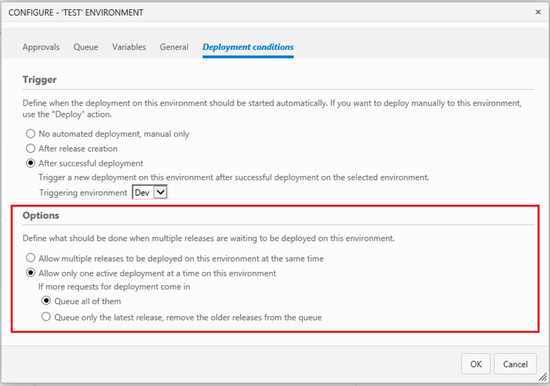 CONFIGURE - 'TEST' ENVIRONMENT
Approvals Queue Variables General Deployment conditions
Trigger
Define when the deployment on this environment should be started automatically. If you want to deploy manually to this environment,
use the "Deploy" action.
No automated deployment, manual only
After release creation
After successful deployment
Trigger a new deployment on this environment after successful deployment on the selected environment.
Triggering environment Dev
Options
Define what should be done when multiple releases are waiting to be deployed on this environment.
Allow multiple releases to be deployed on this environment at the same time
Allow only one active deployment at a time on this environment
If more requests for deployment come in
Queue all of them
Queue only the latest release, remove the older releases from the queue
OK Cancel